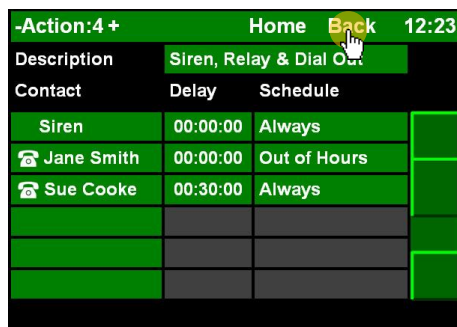 -Action:4 + Home Back 12:23
Description Siren, Relay & Dial Out
Contact Delay Schedule
Siren 00:00:00 Always
Jane Smith 00:00:00 Out of Hours
Sue Cooke 00:30:00 Always